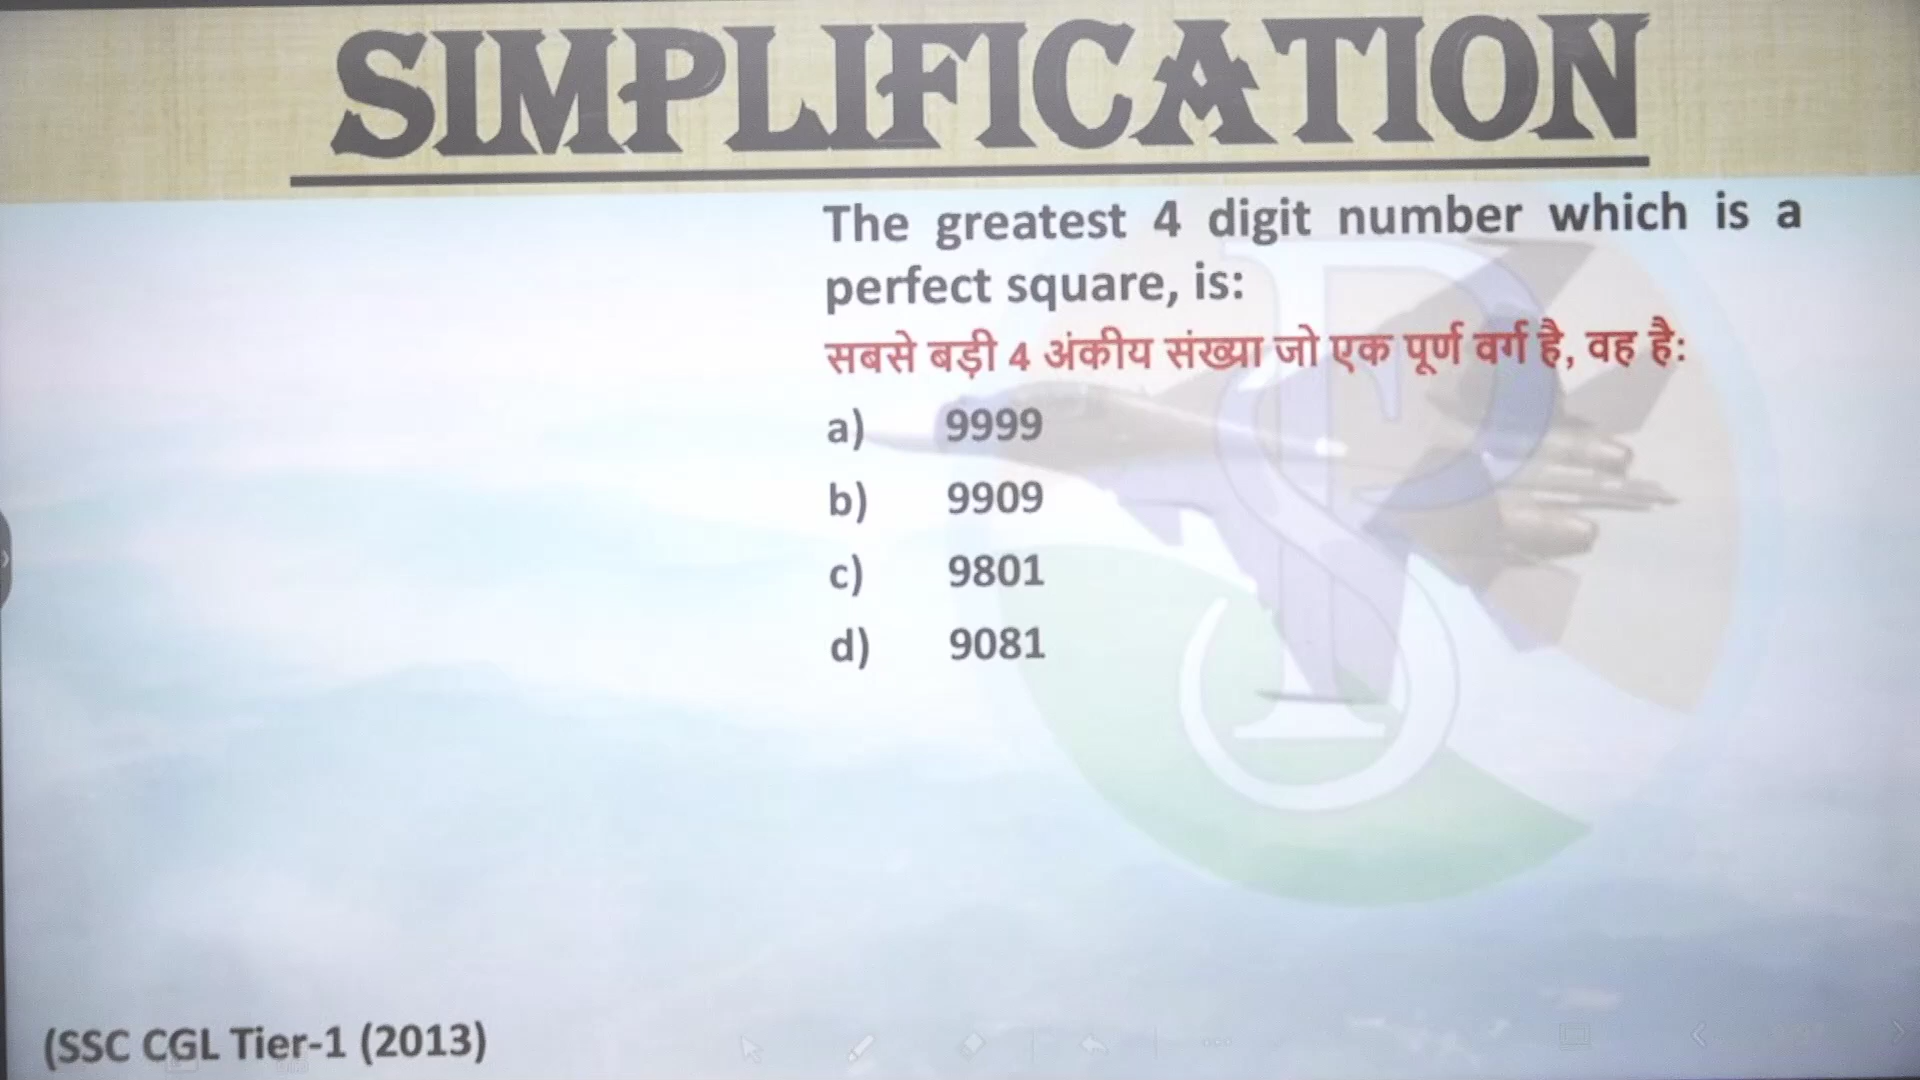 SIMPLIFICATION
The greatest 4 digit number which is a
perfect square, is:
सबसे बड़ी 4 अंकीय संख्या जो एक पूर्ण वर्ग है, वह है:
a) 9999
b) 9909
c) 9801
d) 9081
(SSC CGL Tier-1 (2013)